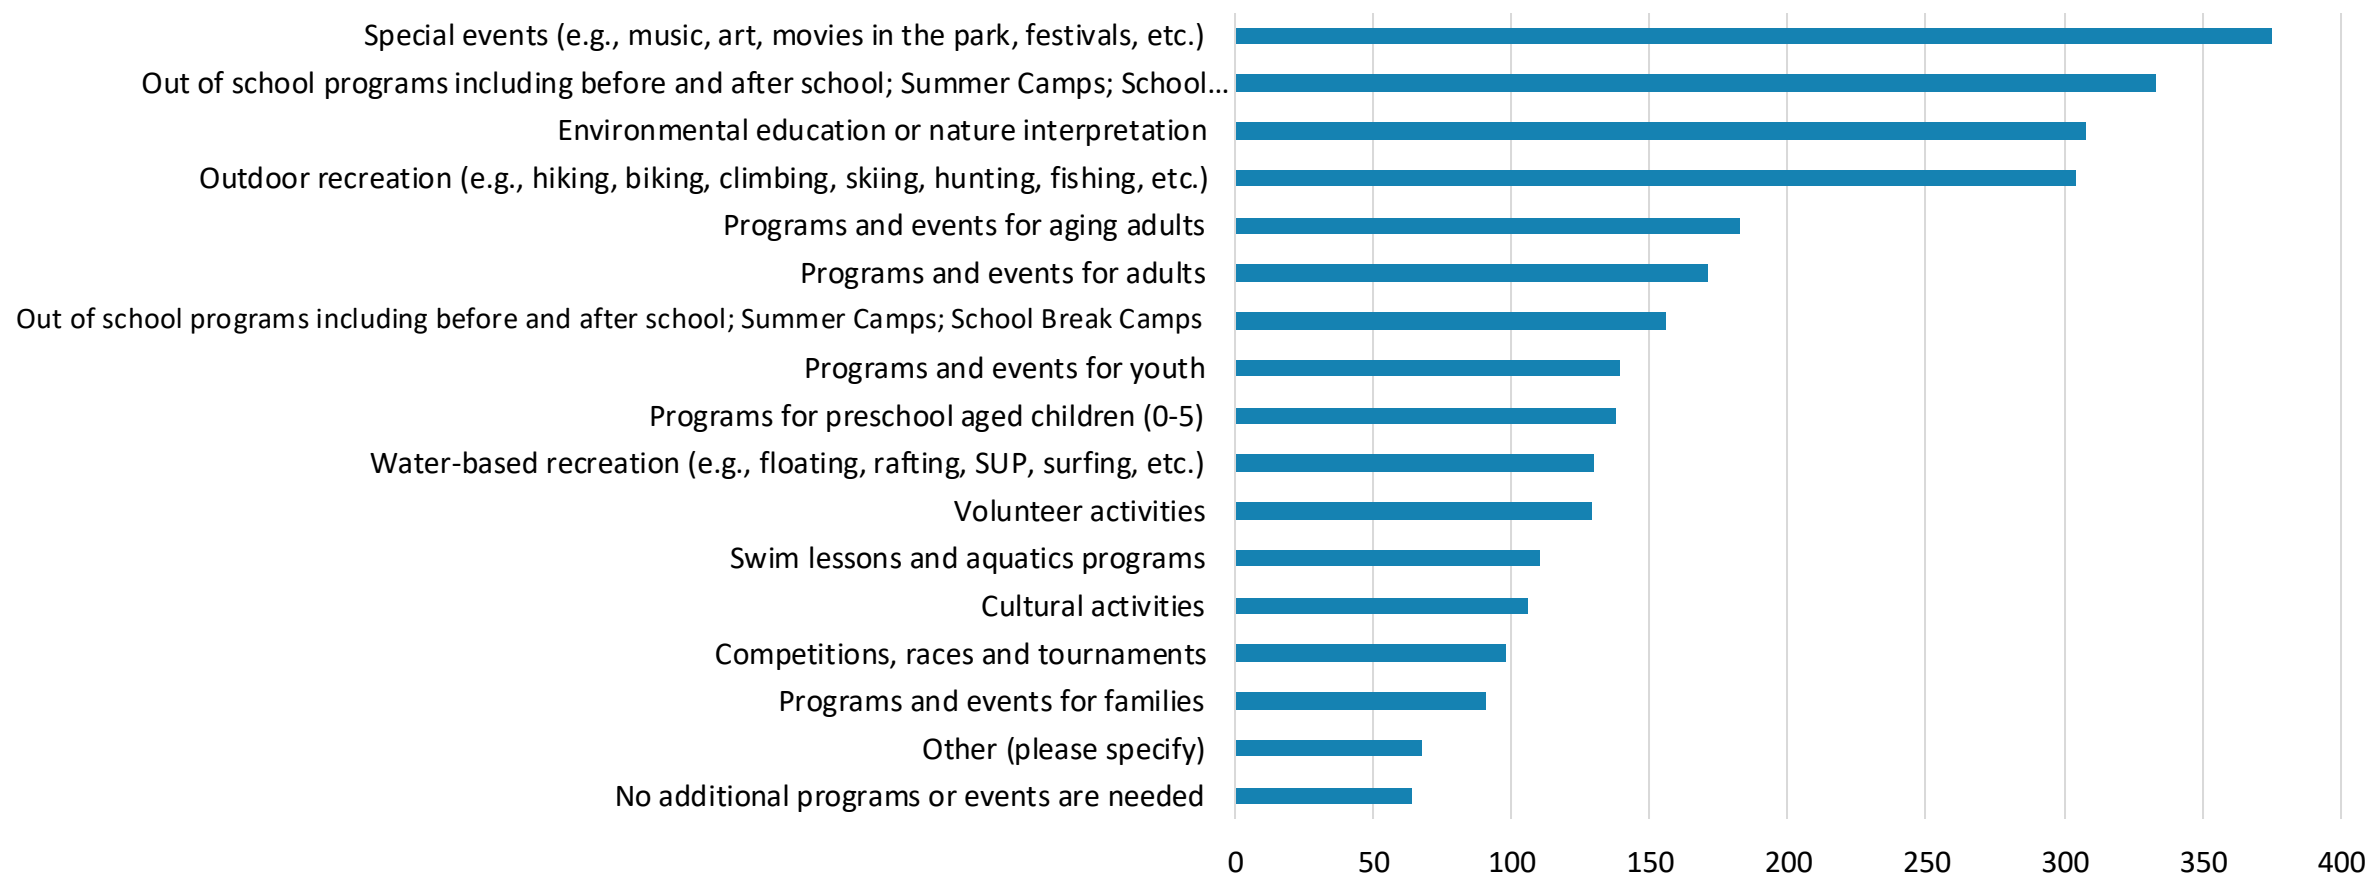 Special events (e.g., music, art, movies in the park, festivals, etc.)
Out of school programs including before and after school; Summer Camps; School...
Environmental education or nature interpretation
Outdoor recreation (e.g., hiking, biking, climbing, skiing, hunting, fishing, etc.)
Programs and events for aging adults
Programs and events for adults
Out of school programs including before and after school; Summer Camps; School Break Camps
Programs and events for youth
Programs for preschool aged children (0-5)
Water-based recreation (e.g., floating, rafting, SUP, surfing, etc.)
Volunteer activities
Swim lessons and aquatics programs
Cultural activities
Competitions, races and tournaments
Programs and events for families
Other (please specify)
No additional programs or events are needed
0 50 100 150 200 250 300 350 400